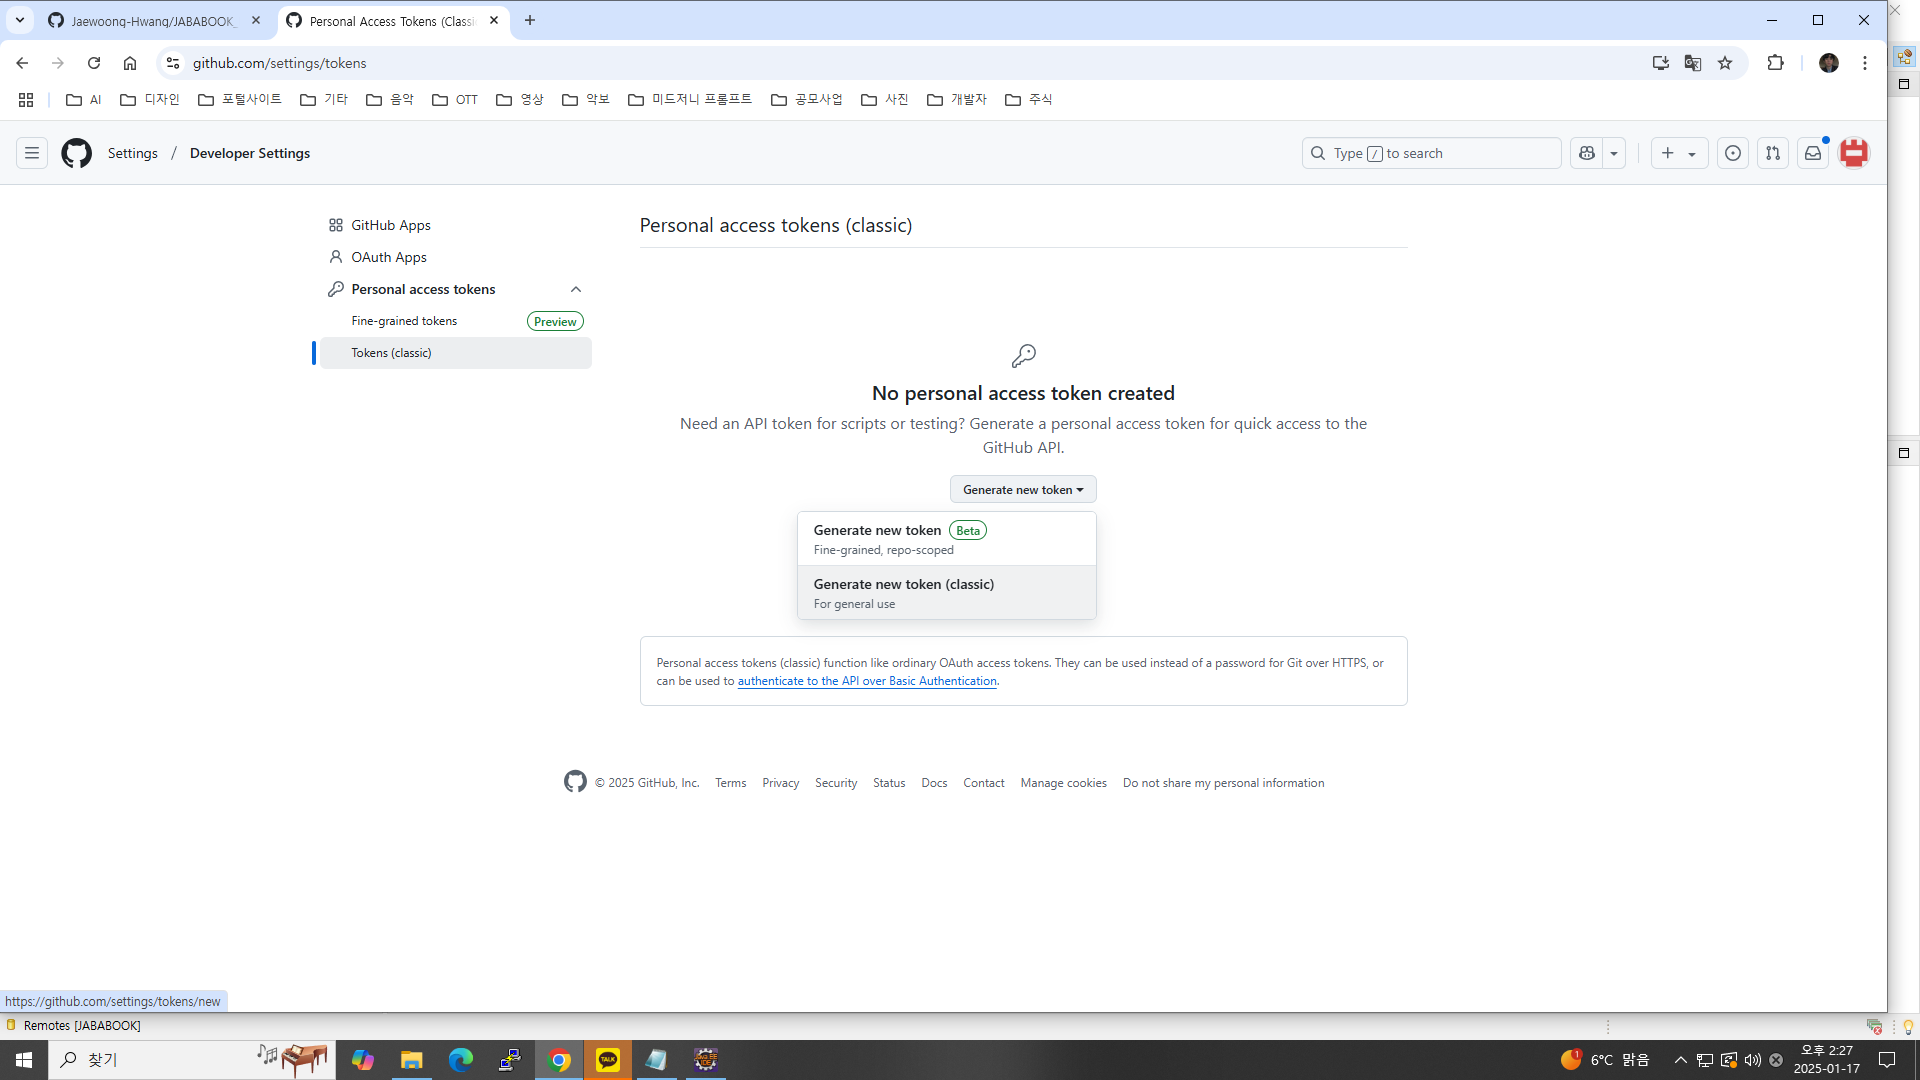 Jaewoong-Hwang/JABABOOK_
Personal Access Tokens (Classi
github.com/settings/tokens
AI
디자인
포털사이트
기타
음악
OTT
영상
악보
미드저니 프롬프트
공모사업
사진
개발자
주식
Settings / Developer Settings
Type / to search
GitHub Apps
OAuth Apps
Personal access tokens
Fine-grained tokens Preview
Tokens (classic)
Personal access tokens (classic)
No personal access token created
Need an API token for scripts or testing? Generate a personal access token for quick access to the
GitHub API.
Generate new token
Generate new token Beta
Fine-grained, repo-scoped
Generate new token (classic)
For general use
Personal access tokens (classic) function like ordinary OAuth access tokens. They can be used instead of a password for Git over HTTPS, or
can be used to authenticate to the API over Basic Authentication.
© 2025 GitHub, Inc. Terms Privacy Security Status Docs Contact Manage cookies Do not share my personal information
https://github.com/settings/tokens/new
Remotes [JABABOOK]
찾기
TALK
1
6°C 맑음
오후 2:27
2025-01-17